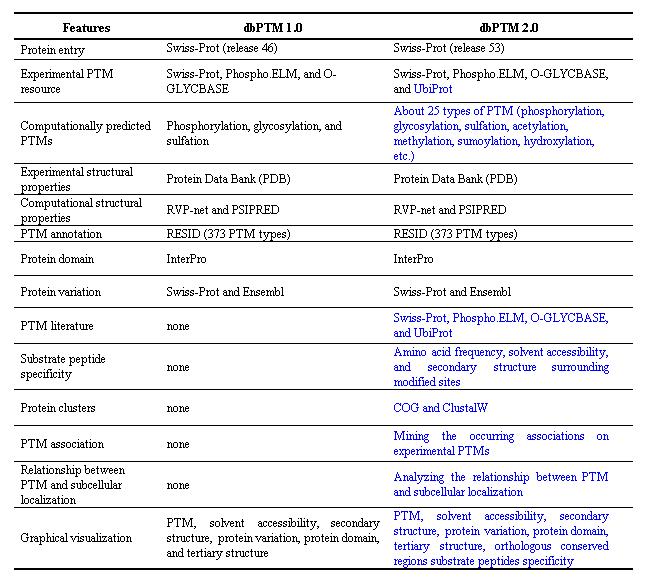 Features dbPTM 1.0 dbPTM 2.0
Protein entry Swiss-Prot (release 46) Swiss-Prot (release 53)
Experimental PTM
resource
Swiss-Prot, Phospho.ELM, and O-
GLYCBASE
Swiss-Prot, Phospho.ELM, O-GLYCBASE,
and UbiProt
Computationally predicted
PTMs
Phosphorylation, glycosylation, and
sulfation
About 25 types of PTM (phosphorylation,
glycosylation, sulfation, acetylation,
methylation, sumoylation, hydroxylation,
etc.)
Experimental structural
properties
Protein Data Bank (PDB)
Protein Data Bank (PDB)
Computational structural
properties
RVP-net and PSIPRED
RVP-net and PSIPRED
PTM annotation RESID (373 PTM types) RESID (373 PTM types)
Protein domain InterPro InterPro
Protein variation Swiss-Prot and Ensembl Swiss-Prot and Ensembl
PTM literature
none
Swiss-Prot, Phospho.ELM, O-GLYCBASE,
and UbiProt
Substrate peptide
specificity
none
Amino acid frequency, solvent accessibility,
and secondary structure surrounding
modified sites
Protein clusters none COG and ClustalW
PTM association
none
Mining the occurring associations on
experimental PTMs
Relationship between
PTM and subcellular
localization
none
Analyzing the relationship between PTM
and subcellular localization
Graphical visualization
PTM, solvent accessibility, secondary
structure, protein variation, protein domain,
and tertiary structure
PTM, solvent accessibility, secondary
structure, protein variation, protein domain,
tertiary structure, orthologous conserved
regions substrate peptides specificity